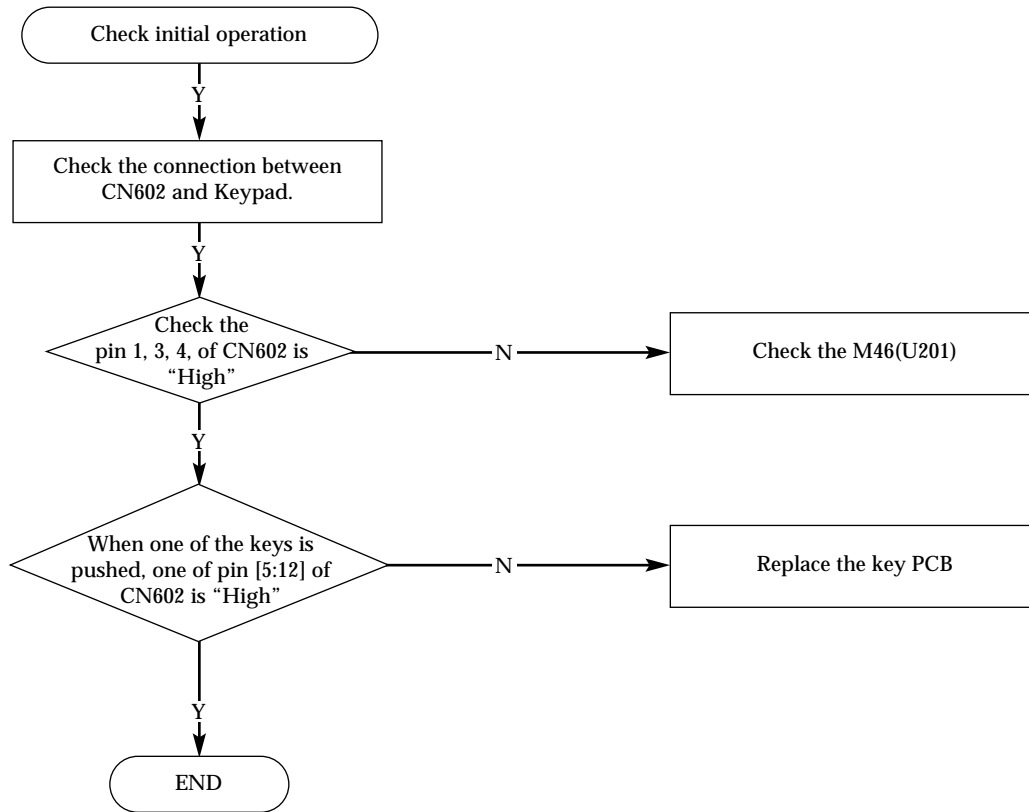 Check initial operation
Y
Check the connection between
CN602 and Keypad.
Y
Check the
pin 1, 3, 4, of CN602 is
“High”
N
Check the M46(U201)
Y
When one of the keys is
pushed, one of pin [5:12] of
CN602 is “High”
N
Replace the key PCB
Y
END